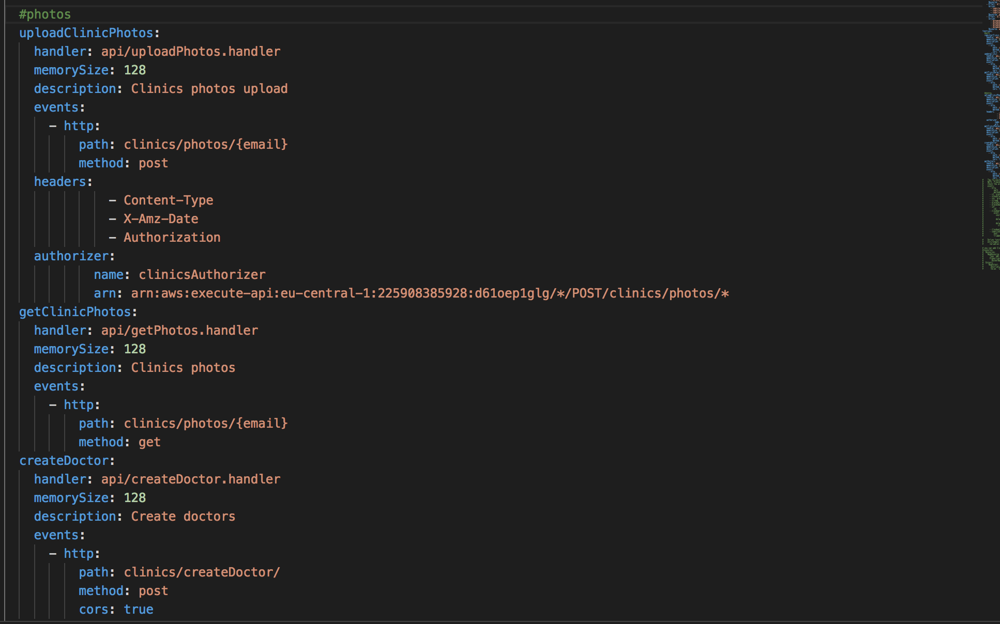 #photos
uploadClinicPhotos:
handler: api/uploadPhotos.handler
memorySize: 128
description: Clinics photos upload
events:
- http:
path: clinics/photos/{email}
method: post
headers:
- Content-Type
- X-Amz-Date
- Authorization
authorizer:
name: clinicsAuthorizer
arn: arn:aws:execute-api:eu-central-1:225908385928:d61oep1glg/*/POST/clinics/photos/*
getClinicPhotos:
handler: api/getPhotos.handler
memorySize: 128
description: Clinics photos
events:
- http:
path: clinics/photos/{email}
method: get
createDoctor:
handler: api/createDoctor.handler
memorySize: 128
description: Create doctors
events:
- http:
path: clinics/createDoctor/
method: post
cors: true